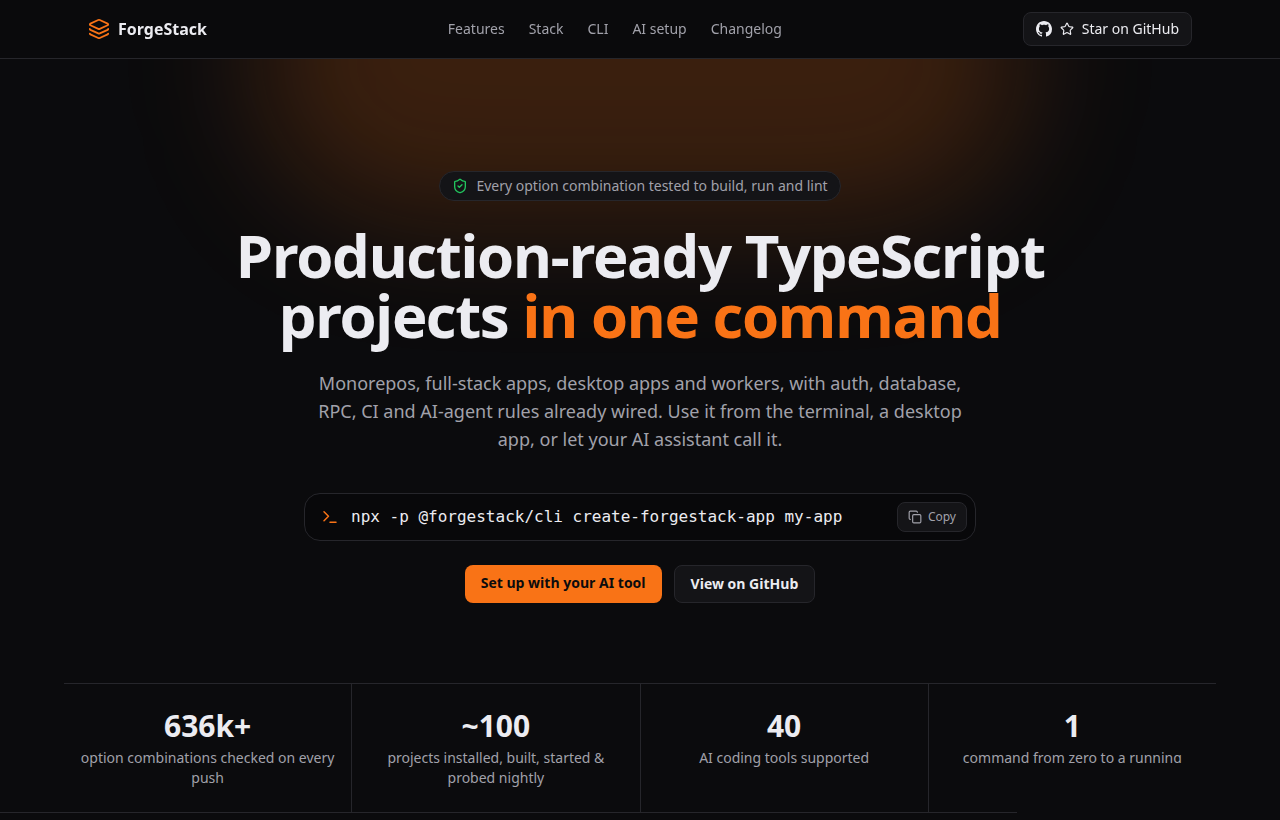 ForgeStack
Features Stack CLI AI setup Changelog
Star on GitHub
Every option combination tested to build, run and lint
Production-ready TypeScript
projects in one command
Monorepos, full-stack apps, desktop apps and workers, with auth, database,
RPC, CI and AI-agent rules already wired. Use it from the terminal, a desktop
app, or let your AI assistant call it.
npx -p @forgestack/cli create-forgestack-app my-app
Copy
Set up with your AI tool
View on GitHub
636k+
option combinations checked on every
push
~100
projects installed, built, started &
probed nightly
40
AI coding tools supported
1
command from zero to a running